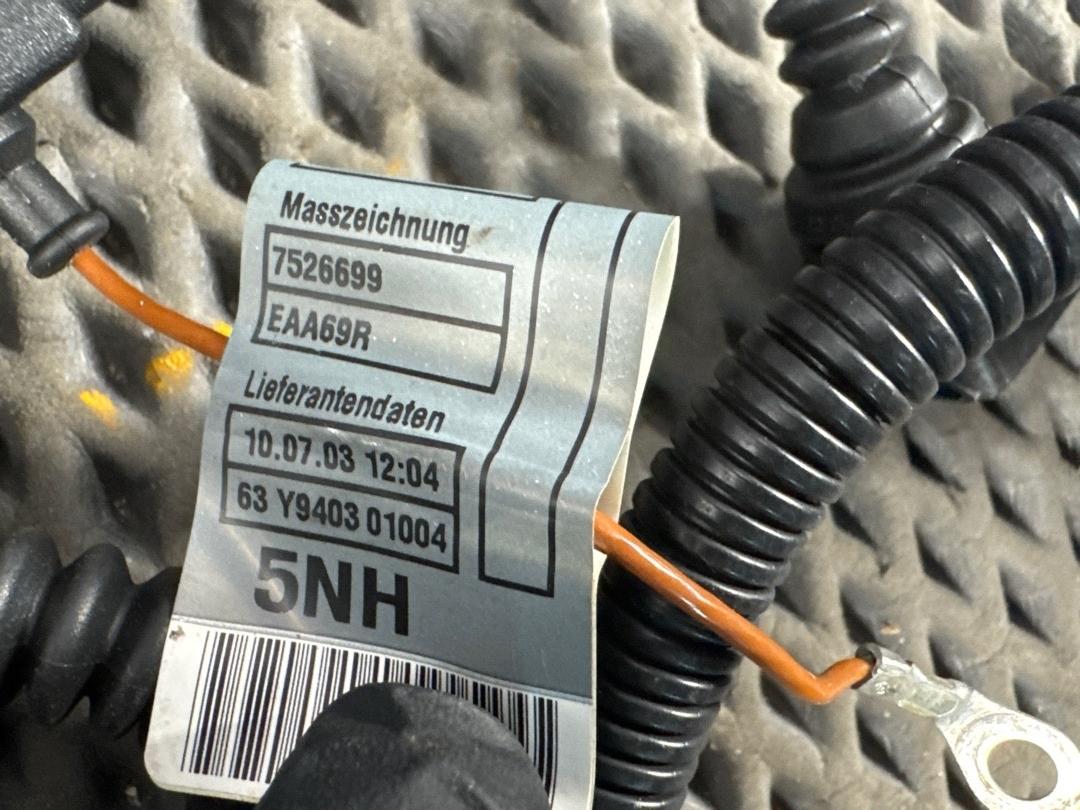 Masszeichnung
7526699
EAA69R
Lieferantendaten
10.07.03 12:04
63 Y9403 01004
5NH